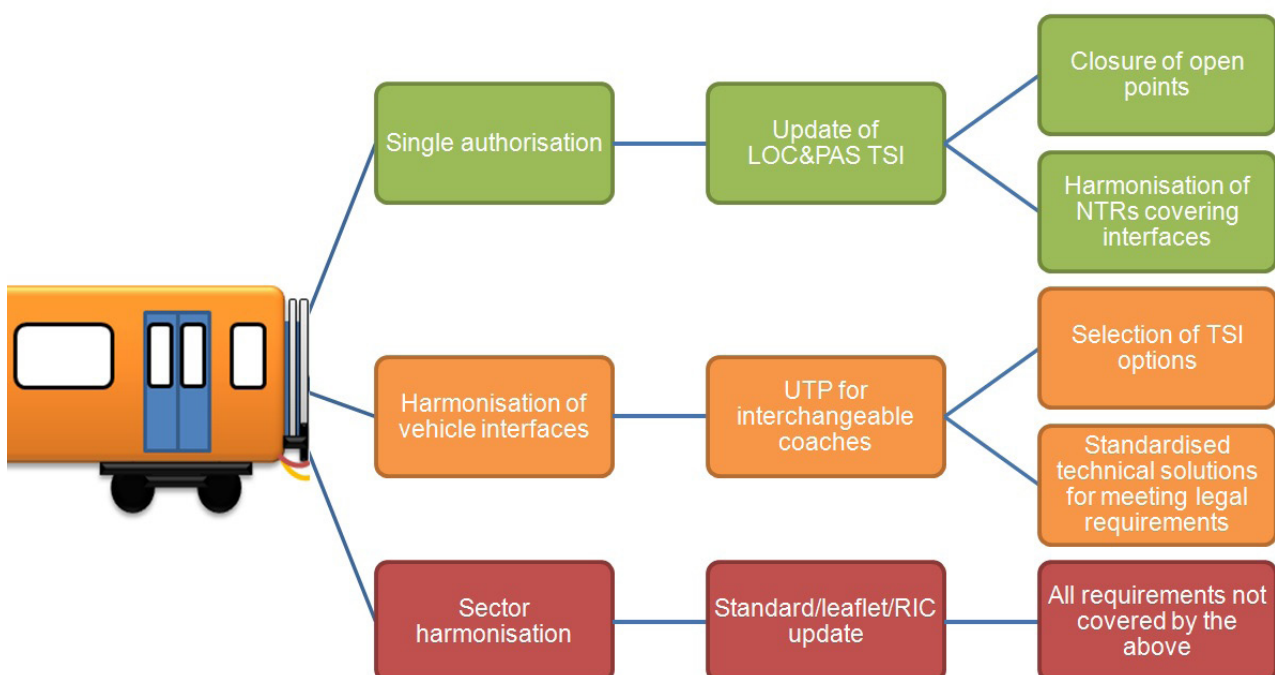 Single authorisation
Update of
LOC&PAS TSI
Closure of open
points
Harmonisation of
NTRs covering
interfaces
Harmonisation of
vehicle interfaces
UTP for
interchangeable
coaches
Selection of TSI
options
Standardised
technical solutions
for meeting legal
requirements
Sector
harmonisation
Standard/leaflet/RIC
update
All requirements not
covered by the
above